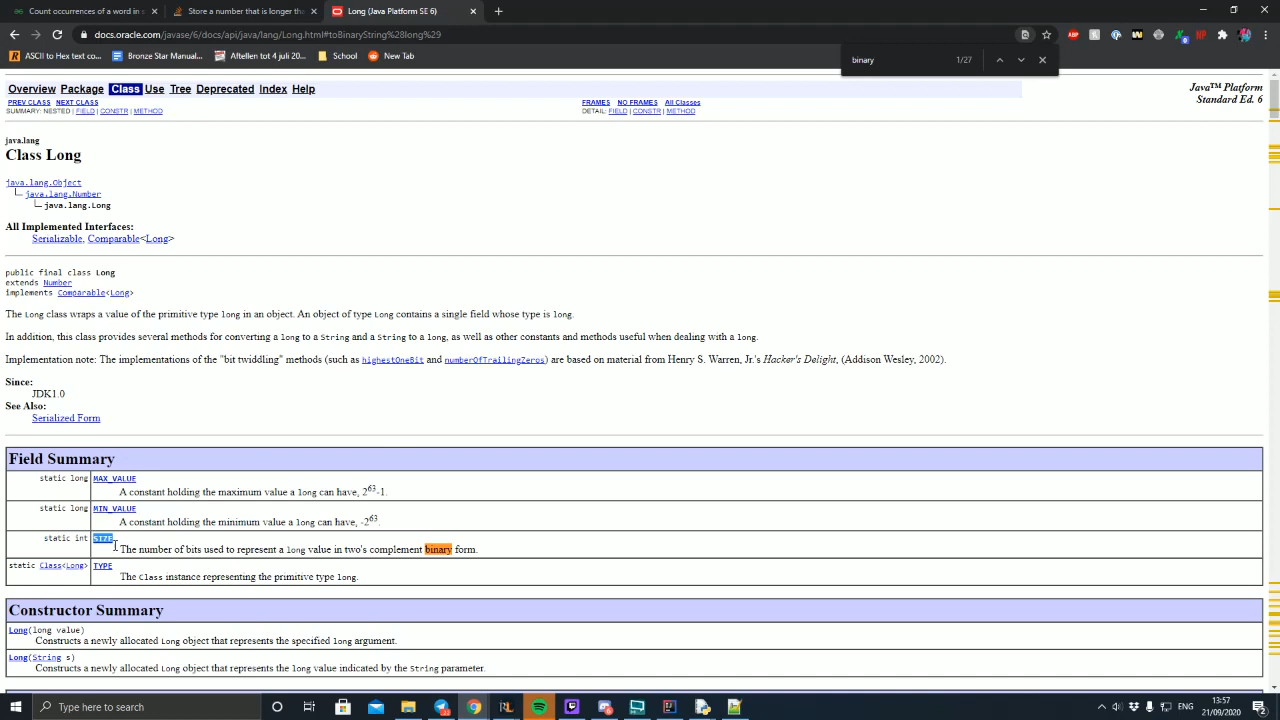 Count occurrences of a word in s
Store a number that is longer the
Long (Java Platform SE 6)
docs.oracle.com/javase/6/docs/api/java/lang/Long.html#toBinaryString%28long%29
ASCII to Hex text co...
Bronze Star Manual...
Aftellen tot 4 juli 20...
School
New Tab
binary
1/27
Overview Package Class Use Tree Deprecated Index Help
Java™ Platform
Standard Ed. 6
PREV CLASS NEXT CLASS
FRAMES NO FRAMES All Classes
SUMMARY: NESTED | FIELD | CONSTR | METHOD
DETAIL: FIELD | CONSTR | METHOD
java.lang
Class Long
java.lang.Object
java.lang.Number
java.lang.Long
All Implemented Interfaces:
Serializable, Comparable<Long>
public final class Long
extends Number
implements Comparable<Long>
The Long class wraps a value of the primitive type long in an object. An object of type Long contains a single field whose type is long.
In addition, this class provides several methods for converting a long to a String and a String to a long, as well as other constants and methods useful when dealing with a long.
Implementation note: The implementations of the "bit twiddling" methods (such as highestOneBit and numberOfTrailingZeros) are based on material from Henry S. Warren, Jr.'s Hacker's Delight, (Addison Wesley, 2002).
Since:
JDK1.0
See Also:
Serialized Form
Field Summary
static long MAX_VALUE
A constant holding the maximum value a long can have, 2^63-1.
static long MIN_VALUE
A constant holding the minimum value a long can have, -2^63.
static int SIZE
The number of bits used to represent a long value in two's complement binary form.
static Class<Long> TYPE
The Class instance representing the primitive type long.
Constructor Summary
Long(long value)
Constructs a newly allocated Long object that represents the specified long argument.
Long(String s)
Constructs a newly allocated Long object that represents the long value indicated by the String parameter.
Type here to search
13:57
21/09/2020